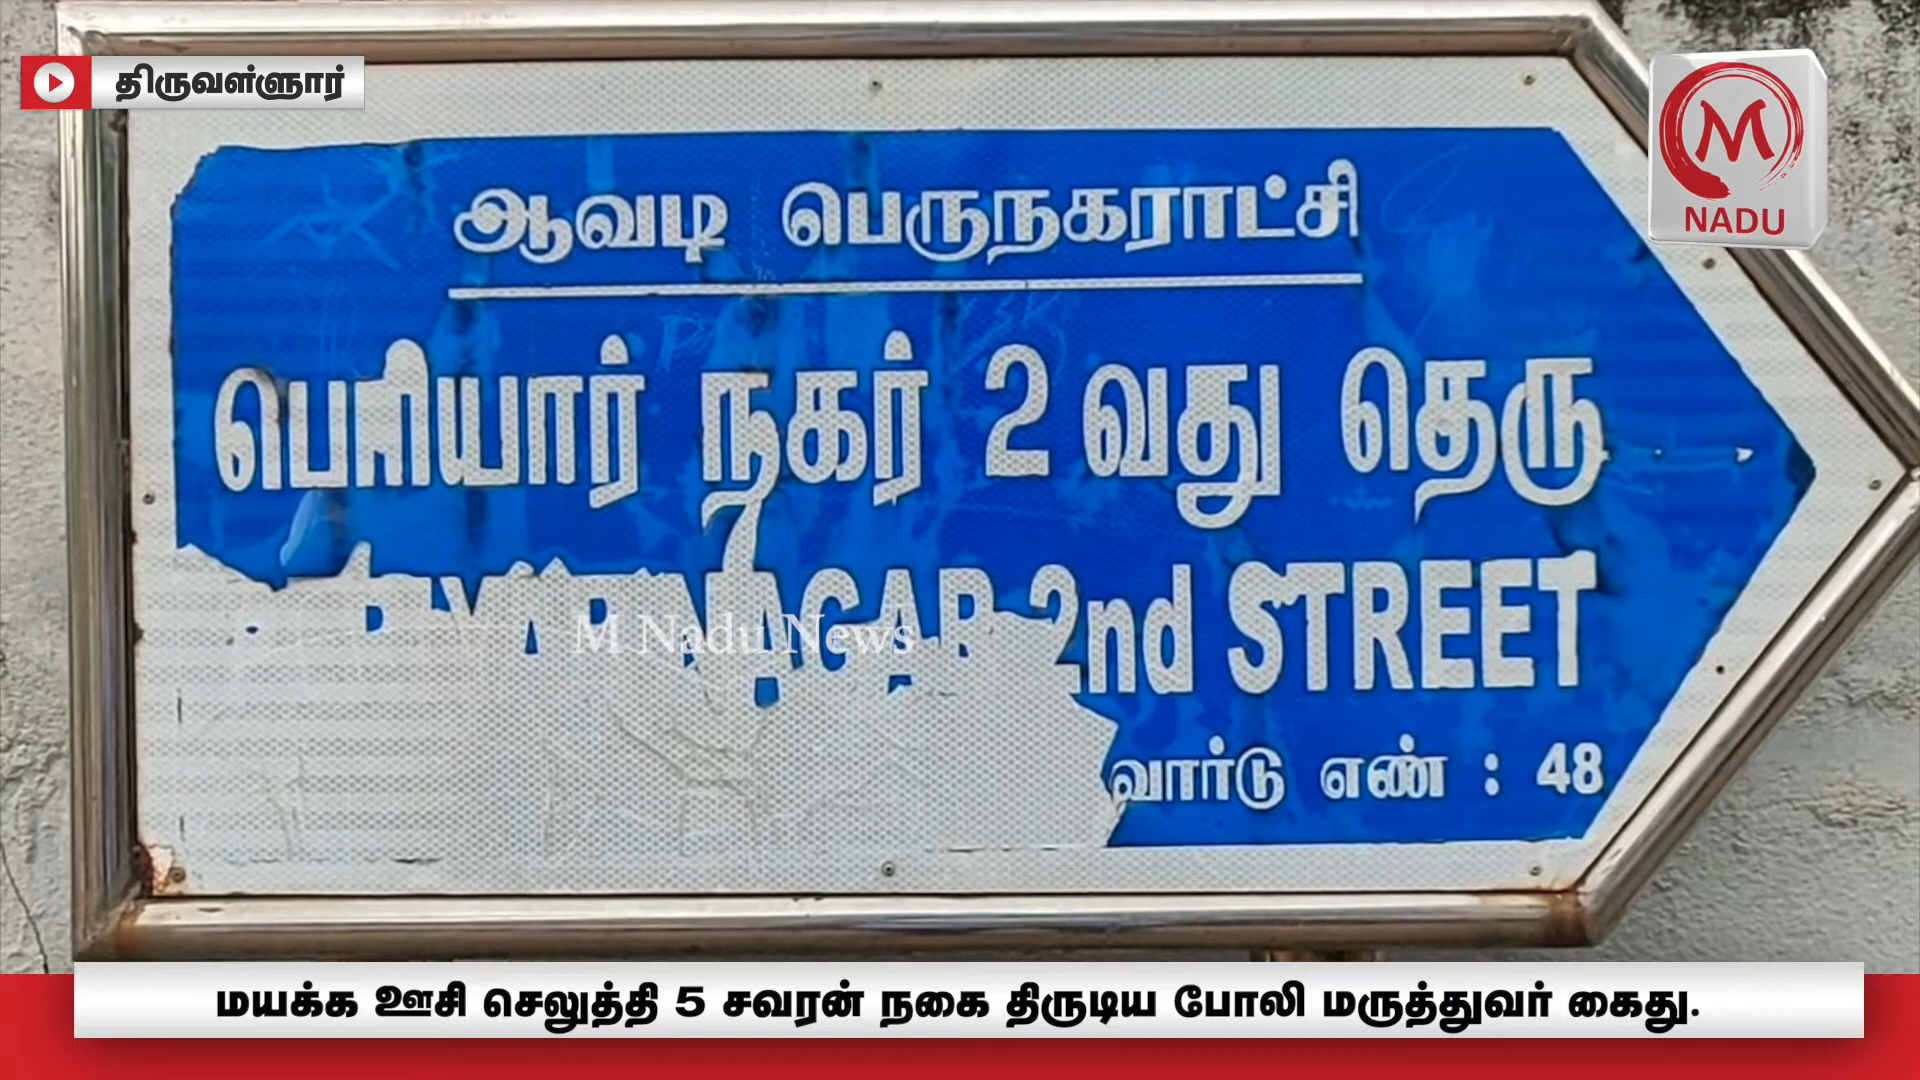 திருவள்ளூர்
M
NADU
ஆவடி பெருநகராட்சி
பெரியார் நகர் 2 வது தெரு
2nd STREET
M Nadu News
வார்டு எண் : 48
மயக்க ஊசி செலுத்தி 5 சவரன் நகை திருடிய போலி மருத்துவர் கைது.